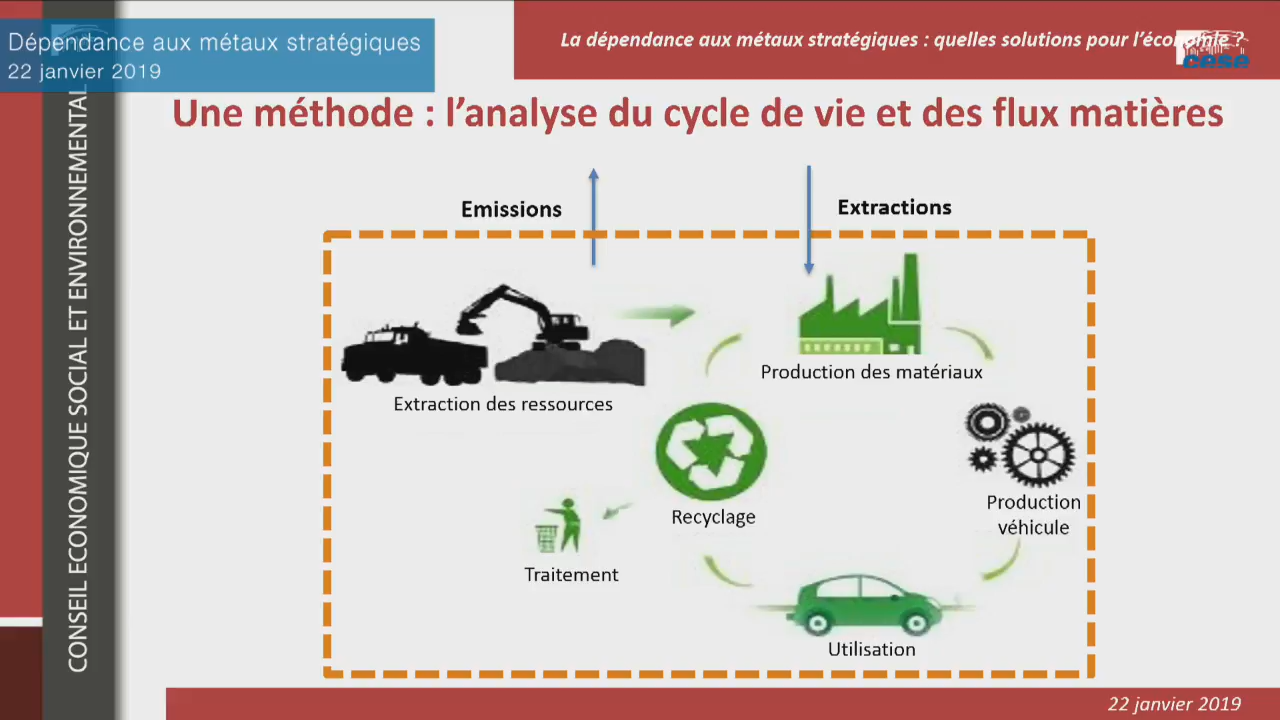 Dépendance aux métaux stratégiques
22 janvier 2019
La dépendance aux métaux stratégiques : quelles solutions pour l'économie ?
cese
CONSEIL ECONOMIQUE SOCIAL ET ENVIRONNEMENTAL
Une méthode : l'analyse du cycle de vie et des flux matières
Emissions
Extractions
Extraction des ressources
Production des matériaux
Recyclage
Production
véhicule
Traitement
Utilisation
22 janvier 2019